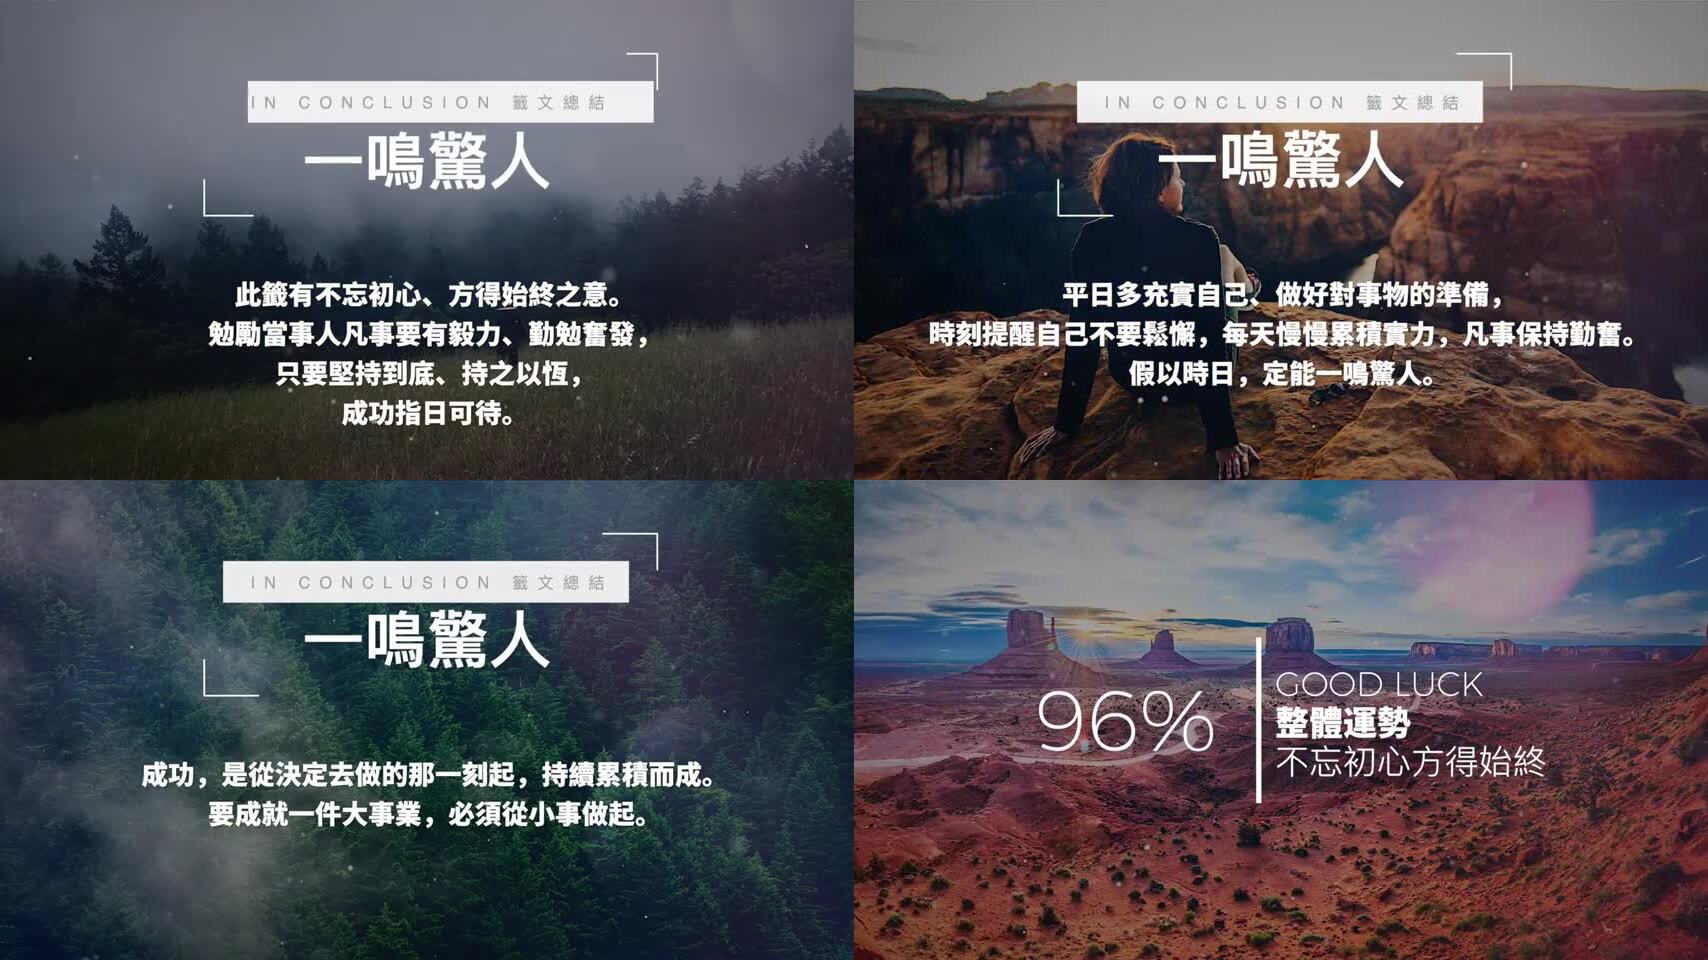 IN CONCLUSION 籤文總結
一鳴驚人
此籤有不忘初心、方得始終之意。
勉勵當事人凡事要有毅力、勤勉奮發，
只要堅持到底、持之以恆，
成功指日可待。
IN CONCLUSION 籤文總結
一鳴驚人
平日多充實自己、做好對事物的準備，
時刻提醒自己不要鬆懈，每天慢慢累積實力，凡事保持勤奮。
假以時日，定能一鳴驚人。
IN CONCLUSION 籤文總結
一鳴驚人
成功，是從決定去做的那一刻起，持續累積而成。
要成就一件大事業，必須從小事做起。
96%
GOOD LUCK
整體運勢
不忘初心方得始終